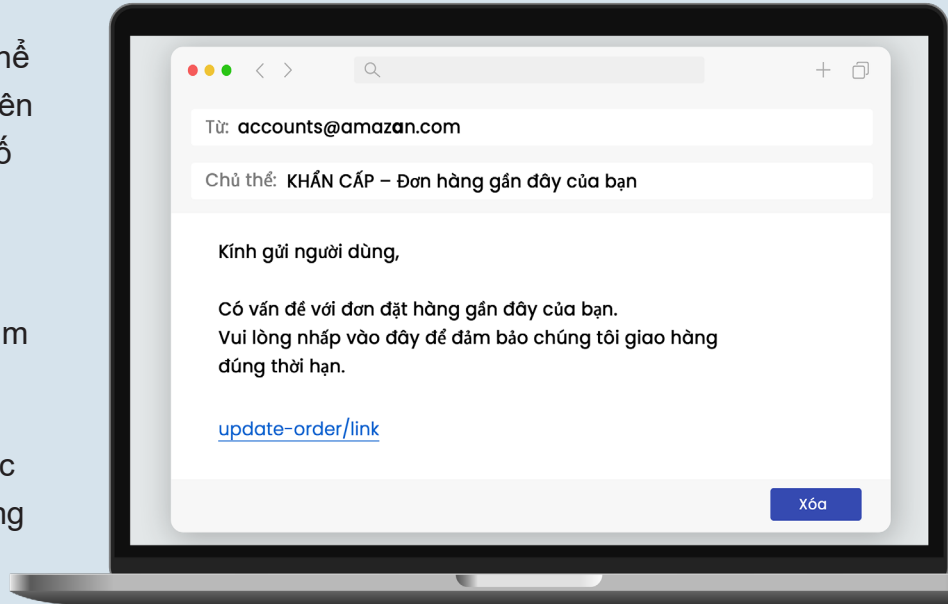 Từ: accounts@amazan.com
Chủ thể: KHẨN CẤP – Đơn hàng gần đây của bạn
Kính gửi người dùng,
Có vấn đề với đơn đặt hàng gần đây của bạn.
Vui lòng nhấp vào đây để đảm bảo chúng tôi giao hàng
đúng thời hạn.
update-order/link
Xóa